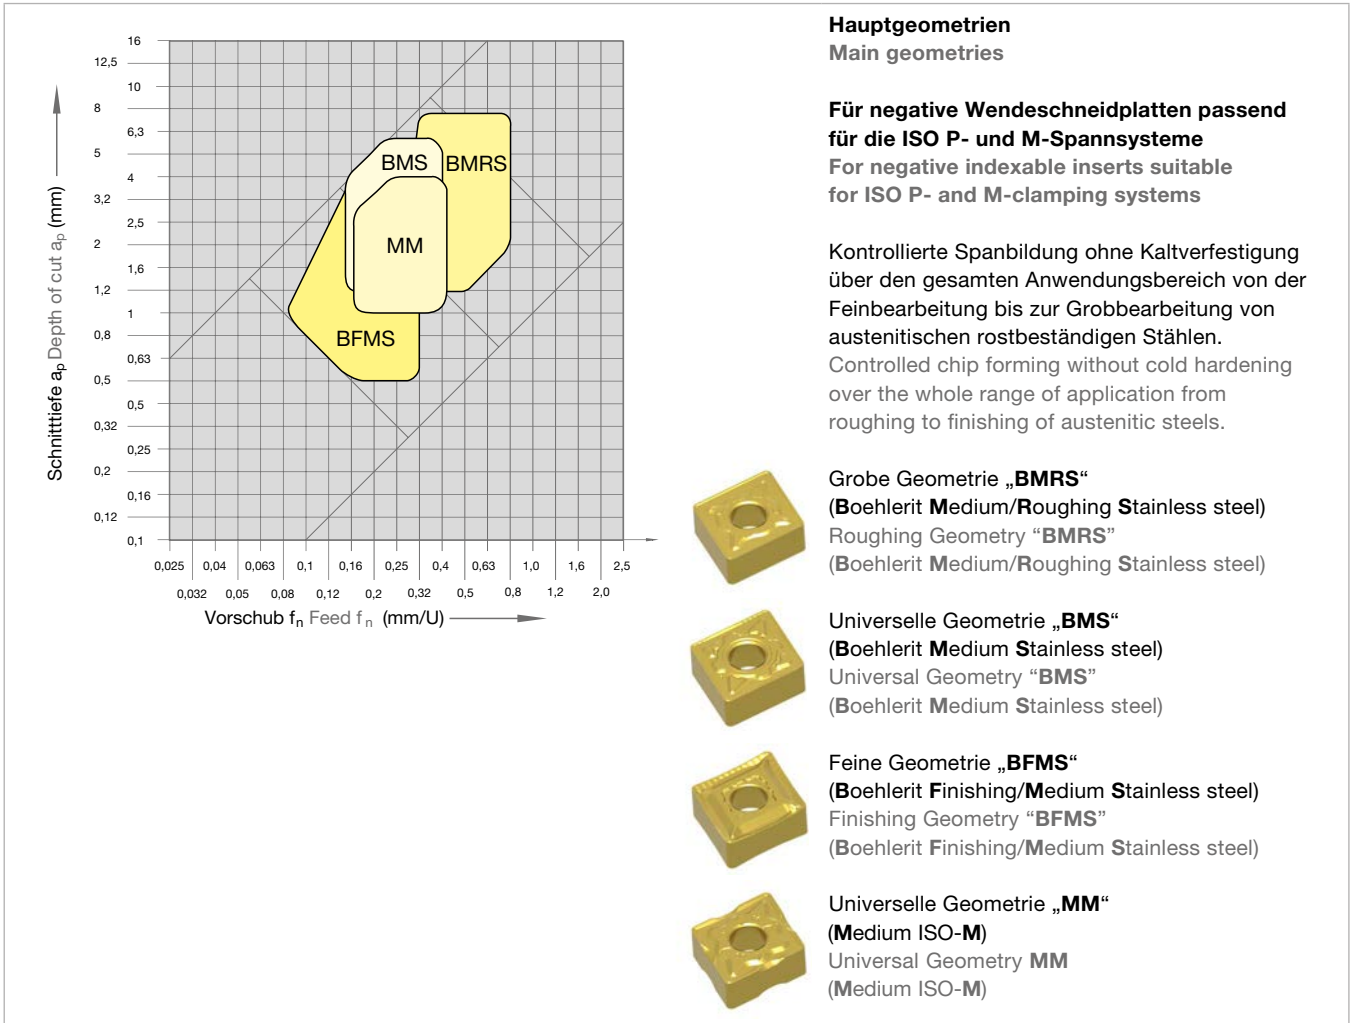 16
12,5
10
8
6,3
5
4
3,2
2,5
2
1,6
1,2
1
0,8
0,63
0,5
0,5
0,32
0,25
0,2
0,16
0,12
0,1
Schnitttiefe ap Depth of cut ap (mm)
BMS
BMRS
MM
BFMS
0,025 0,04 0,063 0,1 0,16 0,25 0,4 0,63 1,0 1,6 2,5
0,032 0,05 0,08 0,12 0,2 0,32 0,5 0,8 1,2 2,0
Vorschub fn Feed fn (mm/U)
Hauptgeometrien
Main geometries
Für negative Wendeschneidplatten passend
für die ISO P- und M-Spannsysteme
For negative indexable inserts suitable
for ISO P- and M-clamping systems
Kontrollierte Spanbildung ohne Kaltverfestigung
über den gesamten Anwendungsbereich von der
Feinbearbeitung bis zur Grobbearbeitung von
austenitischen rostbeständigen Stählen.
Controlled chip forming without cold hardening
over the whole range of application from
roughing to finishing of austenitic steels.
Grobe Geometrie „BMRS“
(Boehlerit Medium/Roughing Stainless steel)
Roughing Geometry “BMRS”
(Boehlerit Medium/Roughing Stainless steel)
Universelle Geometrie „BMS“
(Boehlerit Medium Stainless steel)
Universal Geometry “BMS”
(Boehlerit Medium Stainless steel)
Feine Geometrie „BFMS“
(Boehlerit Finishing/Medium Stainless steel)
Finishing Geometry “BFMS”
(Boehlerit Finishing/Medium Stainless steel)
Universelle Geometrie „MM“
(Medium ISO-M)
Universal Geometry MM
(Medium ISO-M)